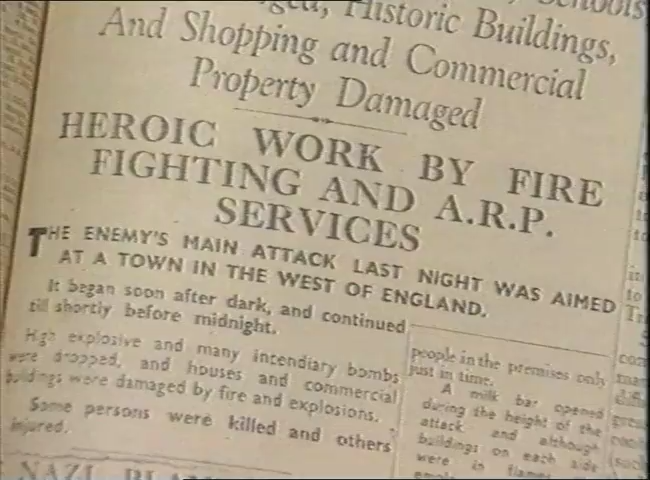 Schools,
Historic Buildings,
And Shopping and Commercial
Property Damaged
HEROIC WORK BY FIRE
FIGHTING AND A.R.P.
SERVICES
THE ENEMY'S MAIN ATTACK LAST NIGHT WAS AIMED
AT A TOWN IN THE WEST OF ENGLAND.
It began soon after dark, and continued
till shortly before midnight.
High explosive and many incendiary bombs
were dropped, and houses and commercial
buildings were damaged by fire and explosions.
Some persons were killed and others
injured.
people in the premises only
just in time.
A milk bar opened
during the height of the
attack and although
buildings on each side
were in flames
NAZI